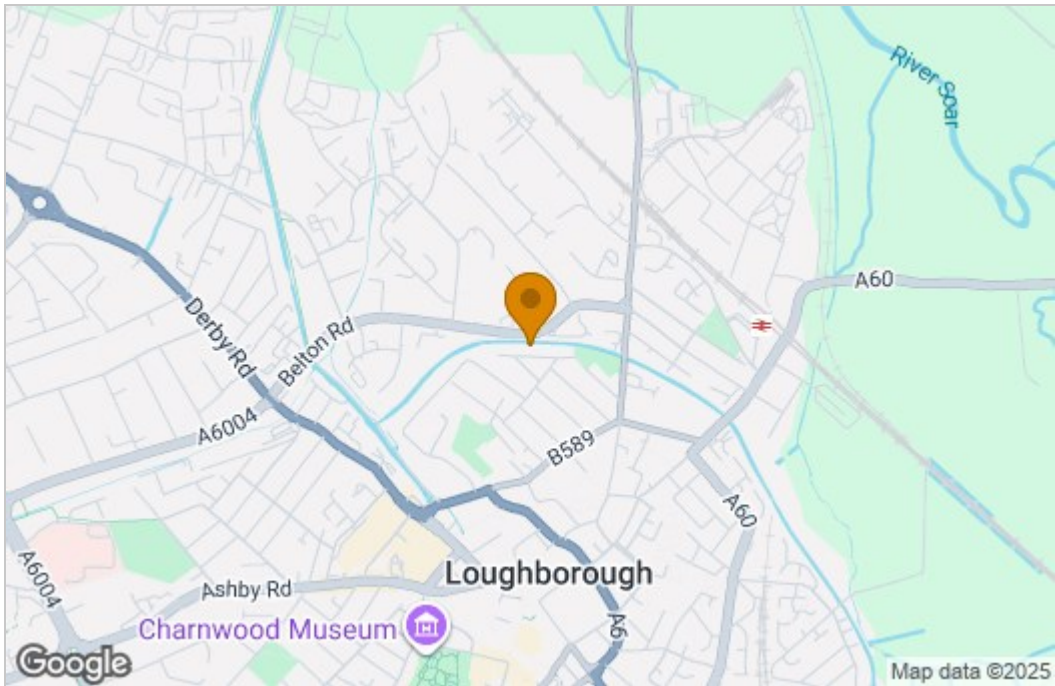 River Soar
A60
Derby Rd
Belton Rd
A6004
B589
A60
A6004
Ashby Rd
Loughborough
Charnwood Museum
A6
Google
Map data ©2025